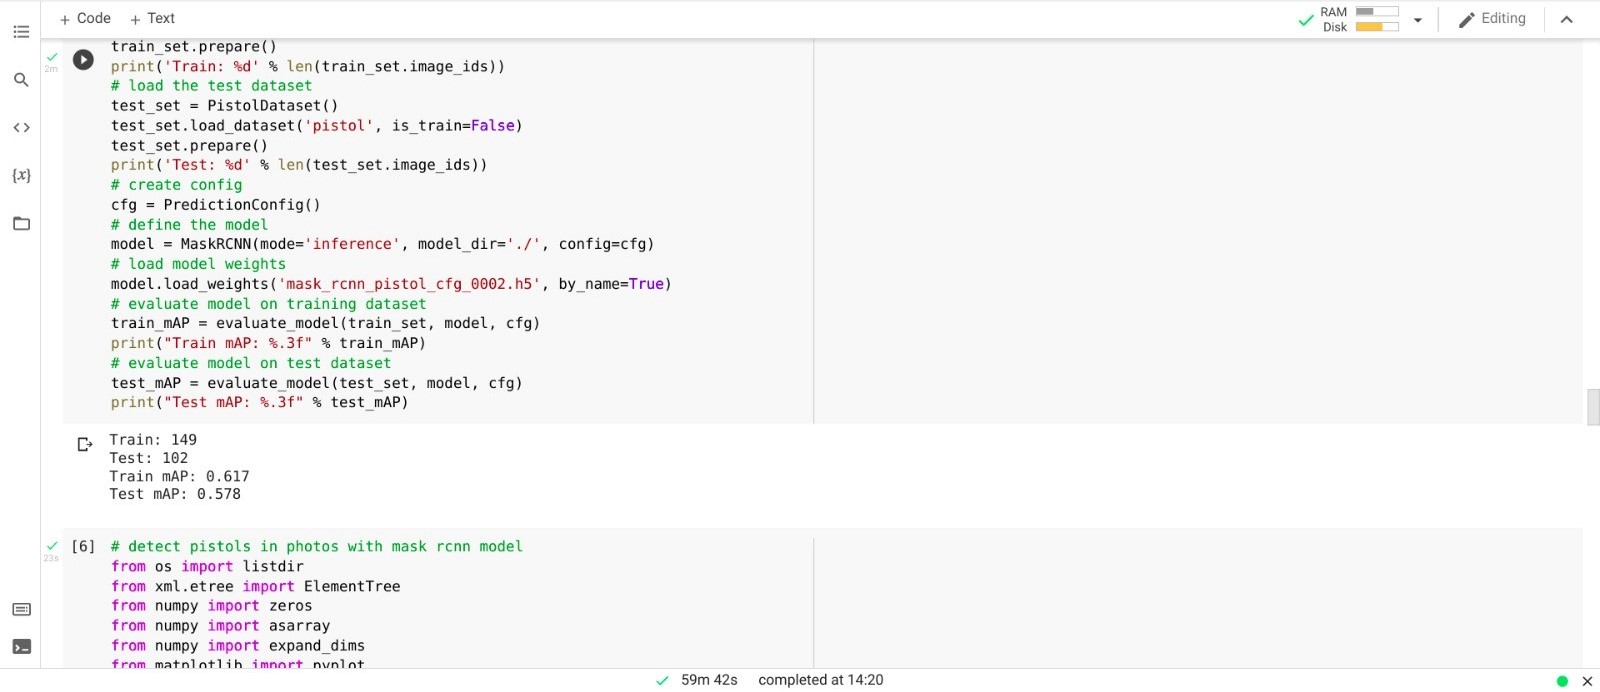 + Code + Text
RAM
Disk
Editing
train_set.prepare()
2m
print('Train: %d' % len(train_set.image_ids))
# load the test dataset
test_set = PistolDataset()
test_set.load_dataset('pistol', is_train=False)
test_set.prepare()
print('Test: %d' % len(test_set.image_ids))
# create config
cfg = PredictionConfig()
# define the model
model = MaskRCNN(mode='inference', model_dir='./', config=cfg)
# load model weights
model.load_weights('mask_rcnn_pistol_cfg_0002.h5', by_name=True)
# evaluate model on training dataset
train_mAP = evaluate_model(train_set, model, cfg)
print("Train mAP: %.3f" % train_mAP)
# evaluate model on test dataset
test_mAP = evaluate_model(test_set, model, cfg)
print("Test mAP: %.3f" % test_mAP)
Train: 149
Test: 102
Train mAP: 0.617
Test mAP: 0.578
[6] # detect pistols in photos with mask rcnn model
23s
from os import listdir
from xml.etree import ElementTree
from numpy import zeros
from numpy import asarray
from numpy import expand_dims
from matplotlib import pyplot
59m 42s completed at 14:20